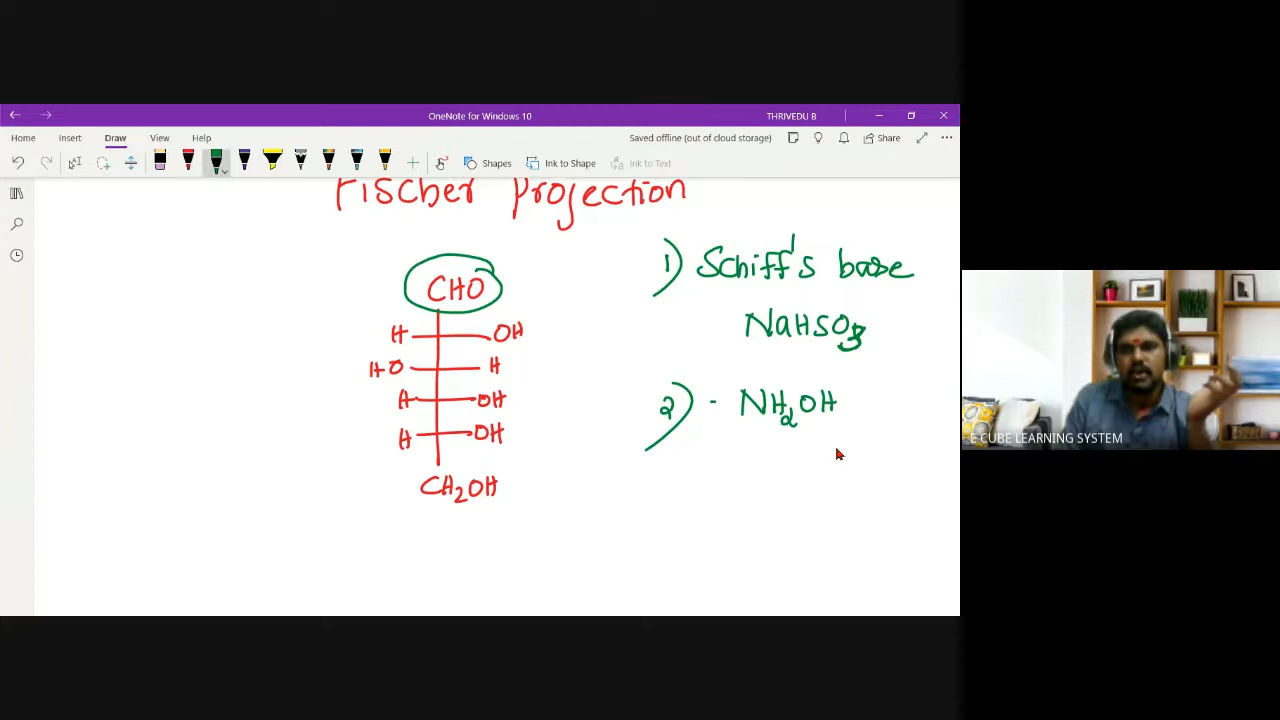 OneNote for Windows 10
THRIVEDU B
Home Insert Draw View Help
Saved offline (out of cloud storage)
Share
Shapes
Ink to Shape
Ink to Text
Fischer Projection
CHO
H OH
HO H
H OH
H OH
CH2OH
1) Schiff's base
NaHSO3
2) - NH2OH
E CUBE LEARNING SYSTEM